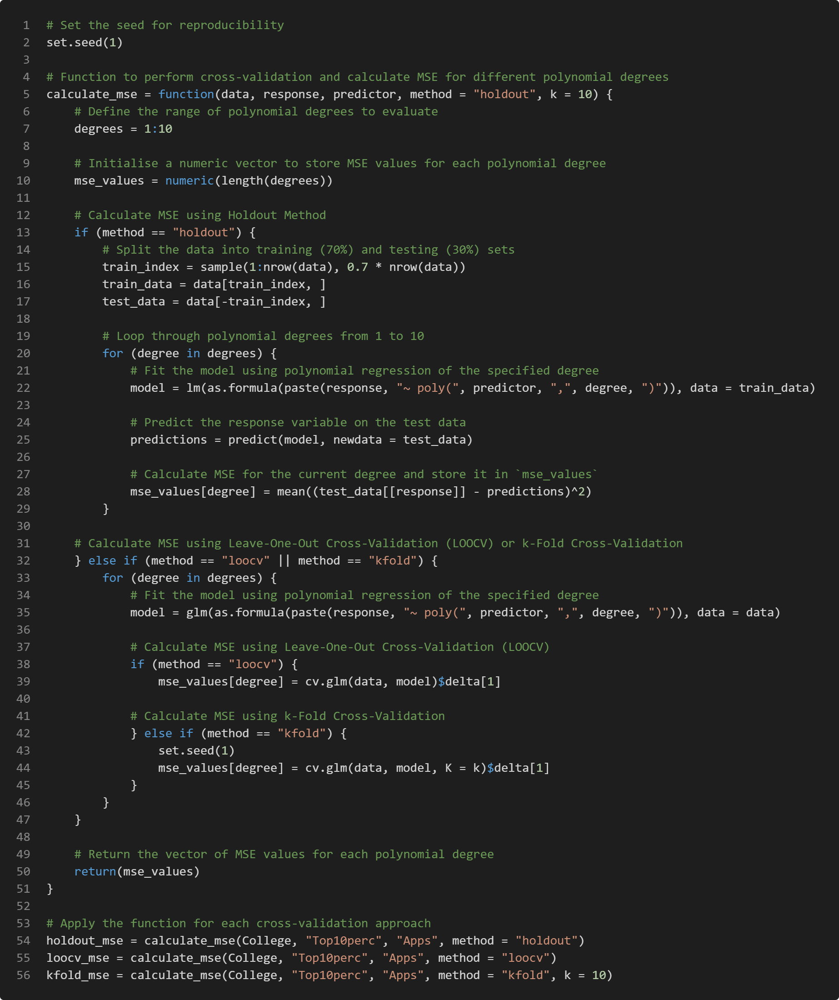 1 # Set the seed for reproducibility
2 set.seed(1)
3
4 # Function to perform cross-validation and calculate MSE for different polynomial degrees
5 calculate_mse = function(data, response, predictor, method = "holdout", k = 10) {
6     # Define the range of polynomial degrees to evaluate
7     degrees = 1:10
8
9     # Initialise a numeric vector to store MSE values for each polynomial degree
10     mse_values = numeric(length(degrees))
11
12     # Calculate MSE using Holdout Method
13     if (method == "holdout") {
14         # Split the data into training (70%) and testing (30%) sets
15         train_index = sample(1:nrow(data), 0.7 * nrow(data))
16         train_data = data[train_index, ]
17         test_data = data[-train_index, ]
18
19         # Loop through polynomial degrees from 1 to 10
20         for (degree in degrees) {
21             # Fit the model using polynomial regression of the specified degree
22             model = lm(as.formula(paste(response, "~ poly(", predictor, ",", degree, ")")), data = train_data)
23
24             # Predict the response variable on the test data
25             predictions = predict(model, newdata = test_data)
26
27             # Calculate MSE for the current degree and store it in `mse_values`
28             mse_values[degree] = mean((test_data[[response]] - predictions)^2)
29         }
30
31     # Calculate MSE using Leave-One-Out Cross-Validation (LOOCV) or k-Fold Cross-Validation
32     } else if (method == "loocv" || method == "kfold") {
33         for (degree in degrees) {
34             # Fit the model using polynomial regression of the specified degree
35             model = glm(as.formula(paste(response, "~ poly(", predictor, ",", degree, ")")), data = data)
36
37             # Calculate MSE using Leave-One-Out Cross-Validation (LOOCV)
38             if (method == "loocv") {
39                 mse_values[degree] = cv.glm(data, model)$delta[1]
40
41             # Calculate MSE using k-Fold Cross-Validation
42             } else if (method == "kfold") {
43                 set.seed(1)
44                 mse_values[degree] = cv.glm(data, model, K = k)$delta[1]
45             }
46         }
47     }
48
49     # Return the vector of MSE values for each polynomial degree
50     return(mse_values)
51 }
52
53 # Apply the function for each cross-validation approach
54 holdout_mse = calculate_mse(College, "Top10perc", "Apps", method = "holdout")
55 loocv_mse = calculate_mse(College, "Top10perc", "Apps", method = "loocv")
56 kfold_mse = calculate_mse(College, "Top10perc", "Apps", method = "kfold", k = 10)